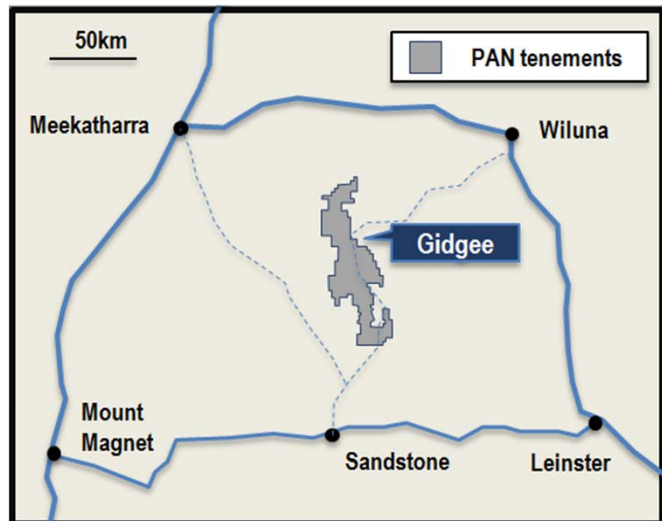 50km
PAN tenements
Meekatharra
Wiluna
Gidgee
Mount
Magnet
Sandstone
Leinster